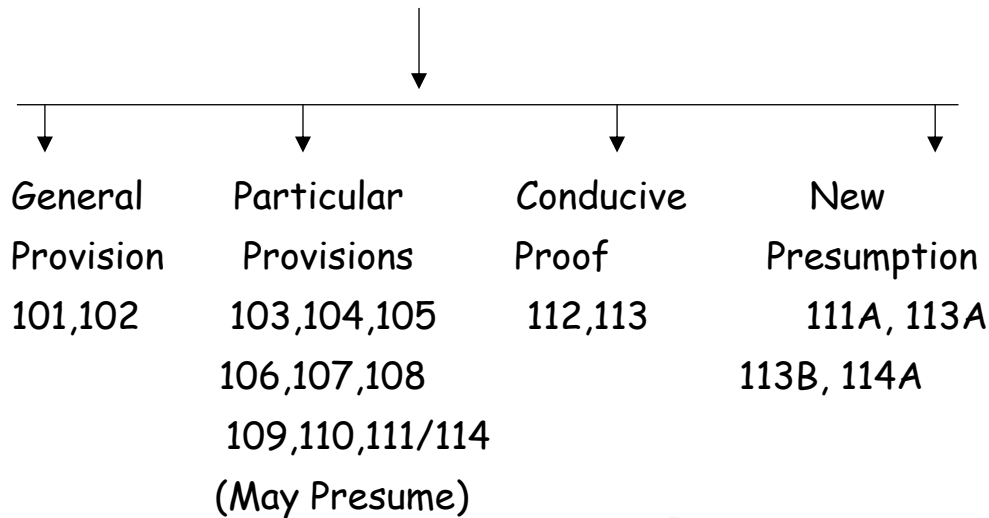 General Particular Conducive New
Provision Provisions Proof Presumption
101,102 103,104,105 112,113 111A, 113A
106,107,108 113B, 114A
109,110,111/114
(May Presume)